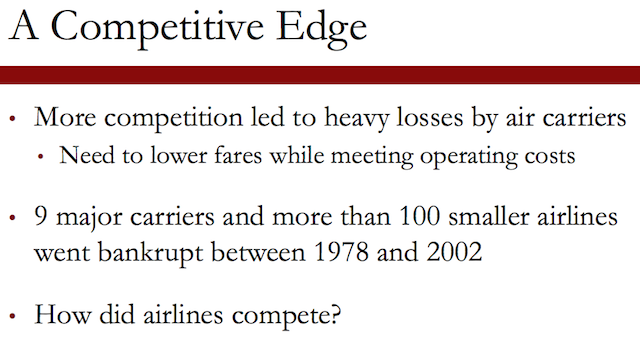 A Competitive Edge
• More competition led to heavy losses by air carriers
• Need to lower fares while meeting operating costs
• 9 major carriers and more than 100 smaller airlines
went bankrupt between 1978 and 2002
• How did airlines compete?